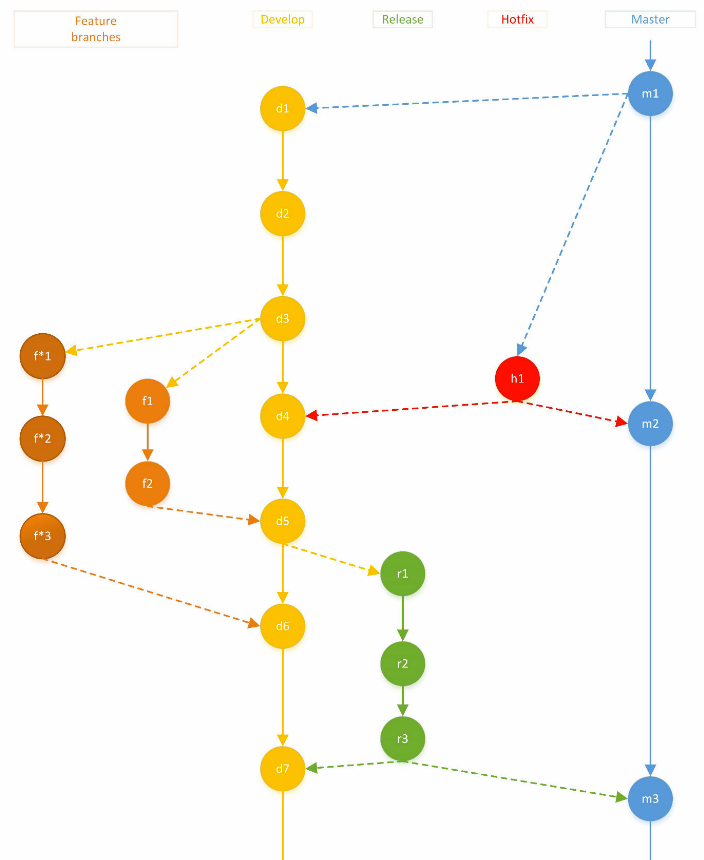 Feature
branches
Develop
Release
Hotfix
Master
m1
d1
d2
d3
f*1
h1
f1
d4
m2
f*2
f2
d5
f*3
r1
d6
r2
r3
d7
m3